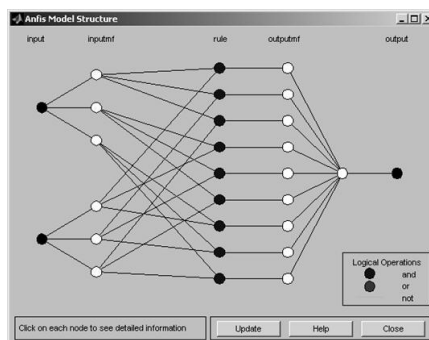 Anfis Model Structure
input inputmf rule outputmf output
Logical Operations
and
or
not
Click on each node to see detailed information
Update Help Close